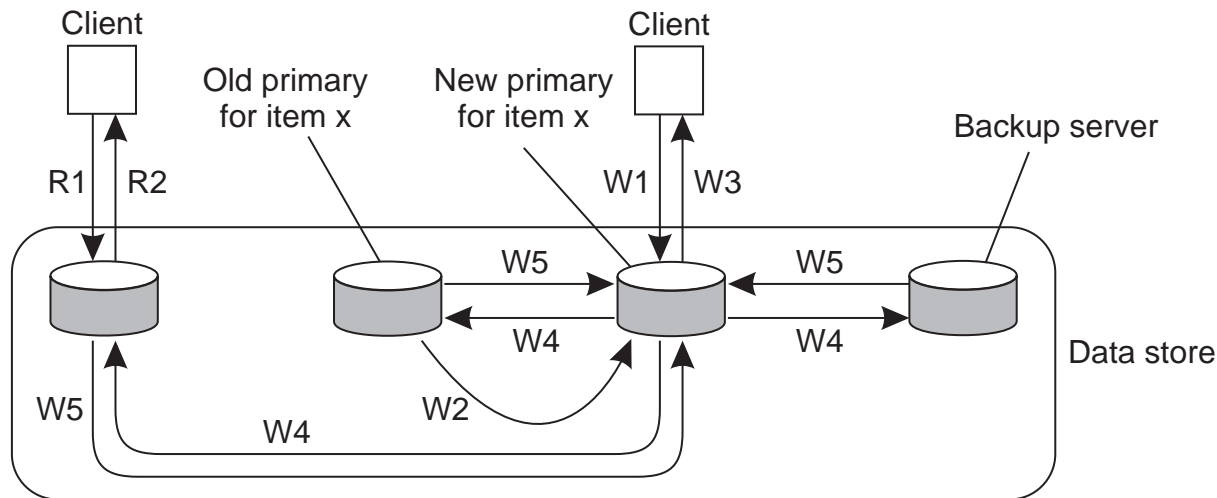 Client
Client
Old primary
for item x
New primary
for item x
Backup server
R1
R2
W1
W3
W5
W5
W4
W4
Data store
W5
W2
W4